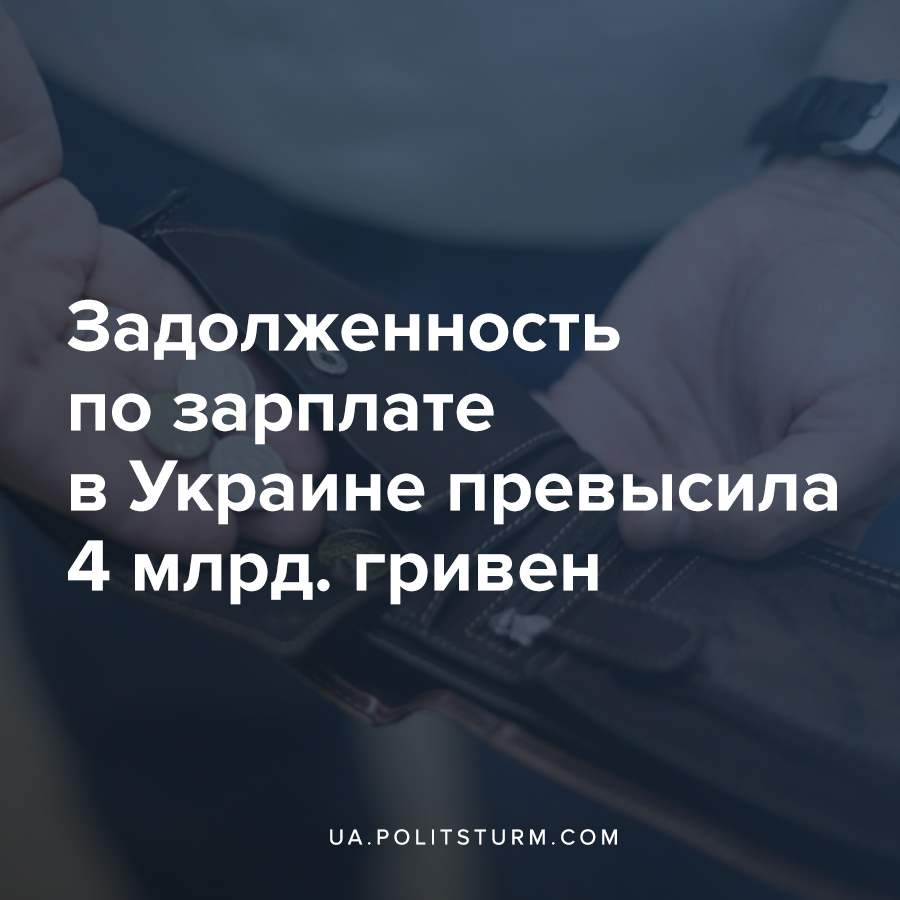 Задолженность
по зарплате
в Украине превысила
4 млрд. гривен
UA.POLITSTURM.COM